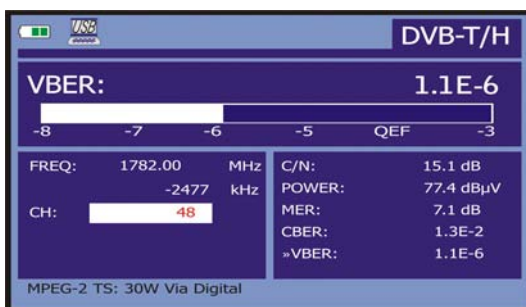 USB
DVB-T/H
VBER: 1.1E-6
-8 -7 -6 -5 QEF -3
FREQ: 1782.00 MHz
-2477 kHz
CH: 48
C/N: 15.1 dB
POWER: 77.4 dBµV
MER: 7.1 dB
CBER: 1.3E-2
»VBER: 1.1E-6
MPEG-2 TS: 30W Via Digital